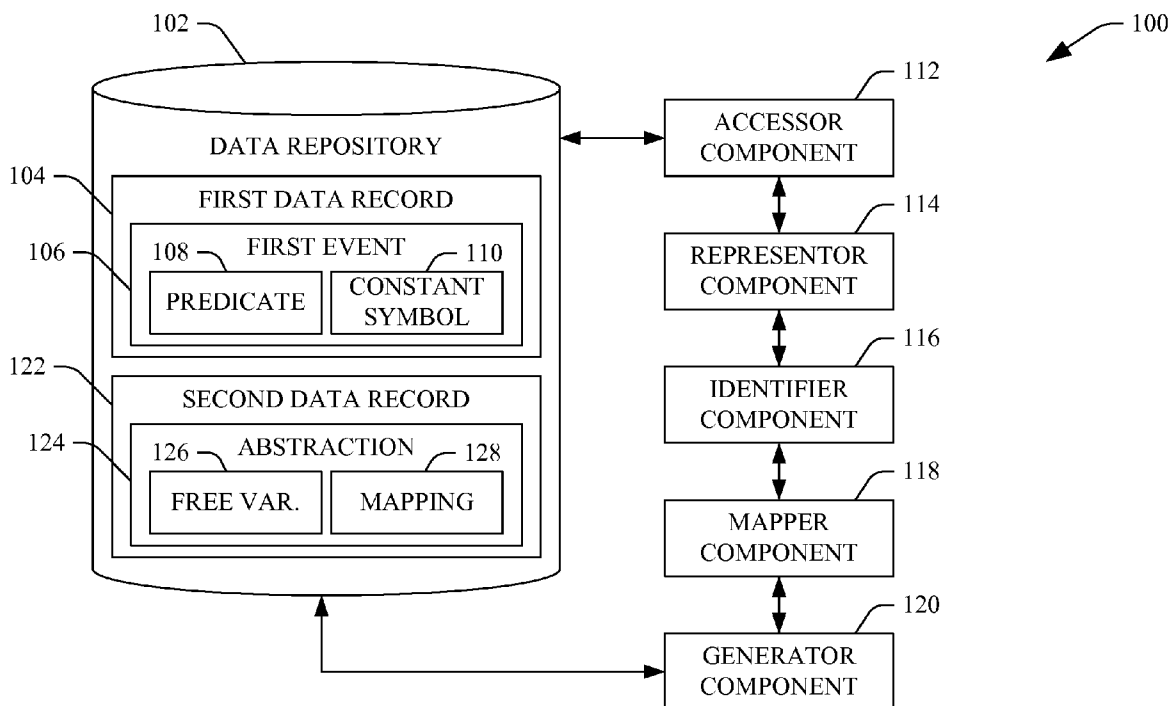 100
102
112
ACCESSOR
COMPONENT
DATA REPOSITORY
104
FIRST DATA RECORD
114
106
108
FIRST EVENT
110
REPRESENTOR
COMPONENT
PREDICATE
CONSTANT
SYMBOL
116
122
SECOND DATA RECORD
IDENTIFIER
COMPONENT
124
126
ABSTRACTION
128
FREE VAR.
MAPPING
118
MAPPER
COMPONENT
120
GENERATOR
COMPONENT